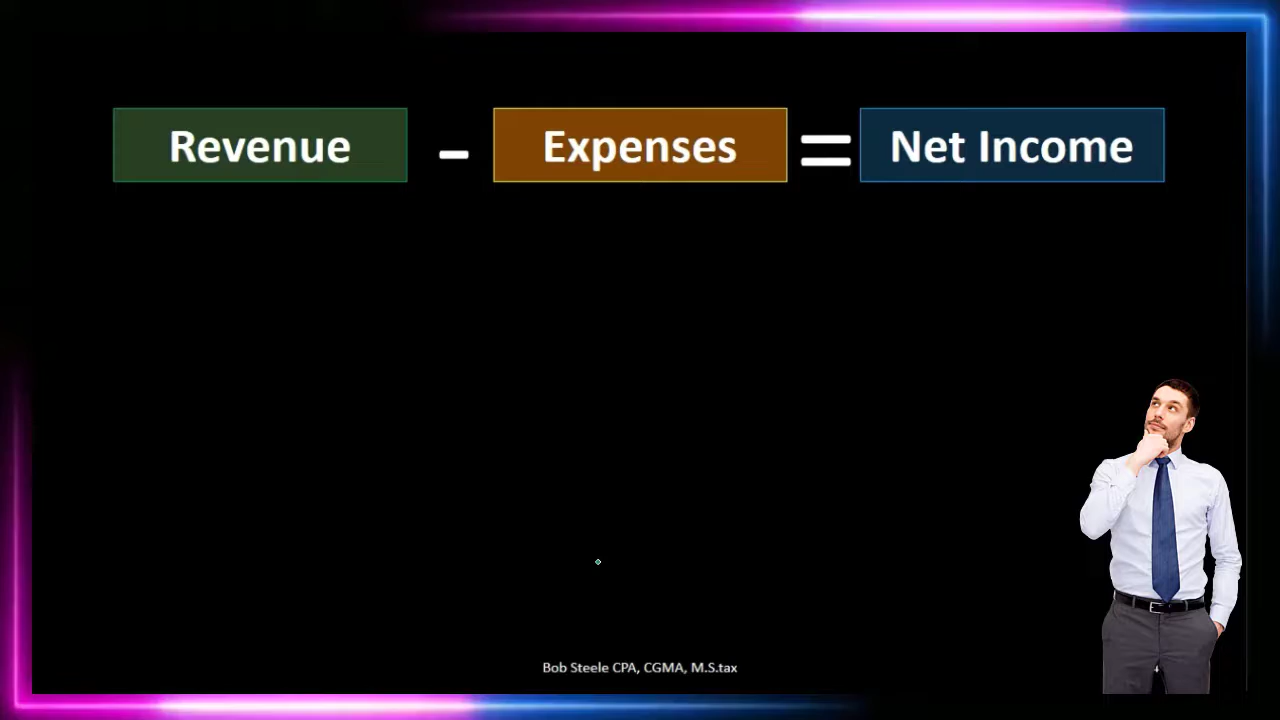 Revenue - Expenses = Net Income
Bob Steele CPA, CGMA, M.S.tax